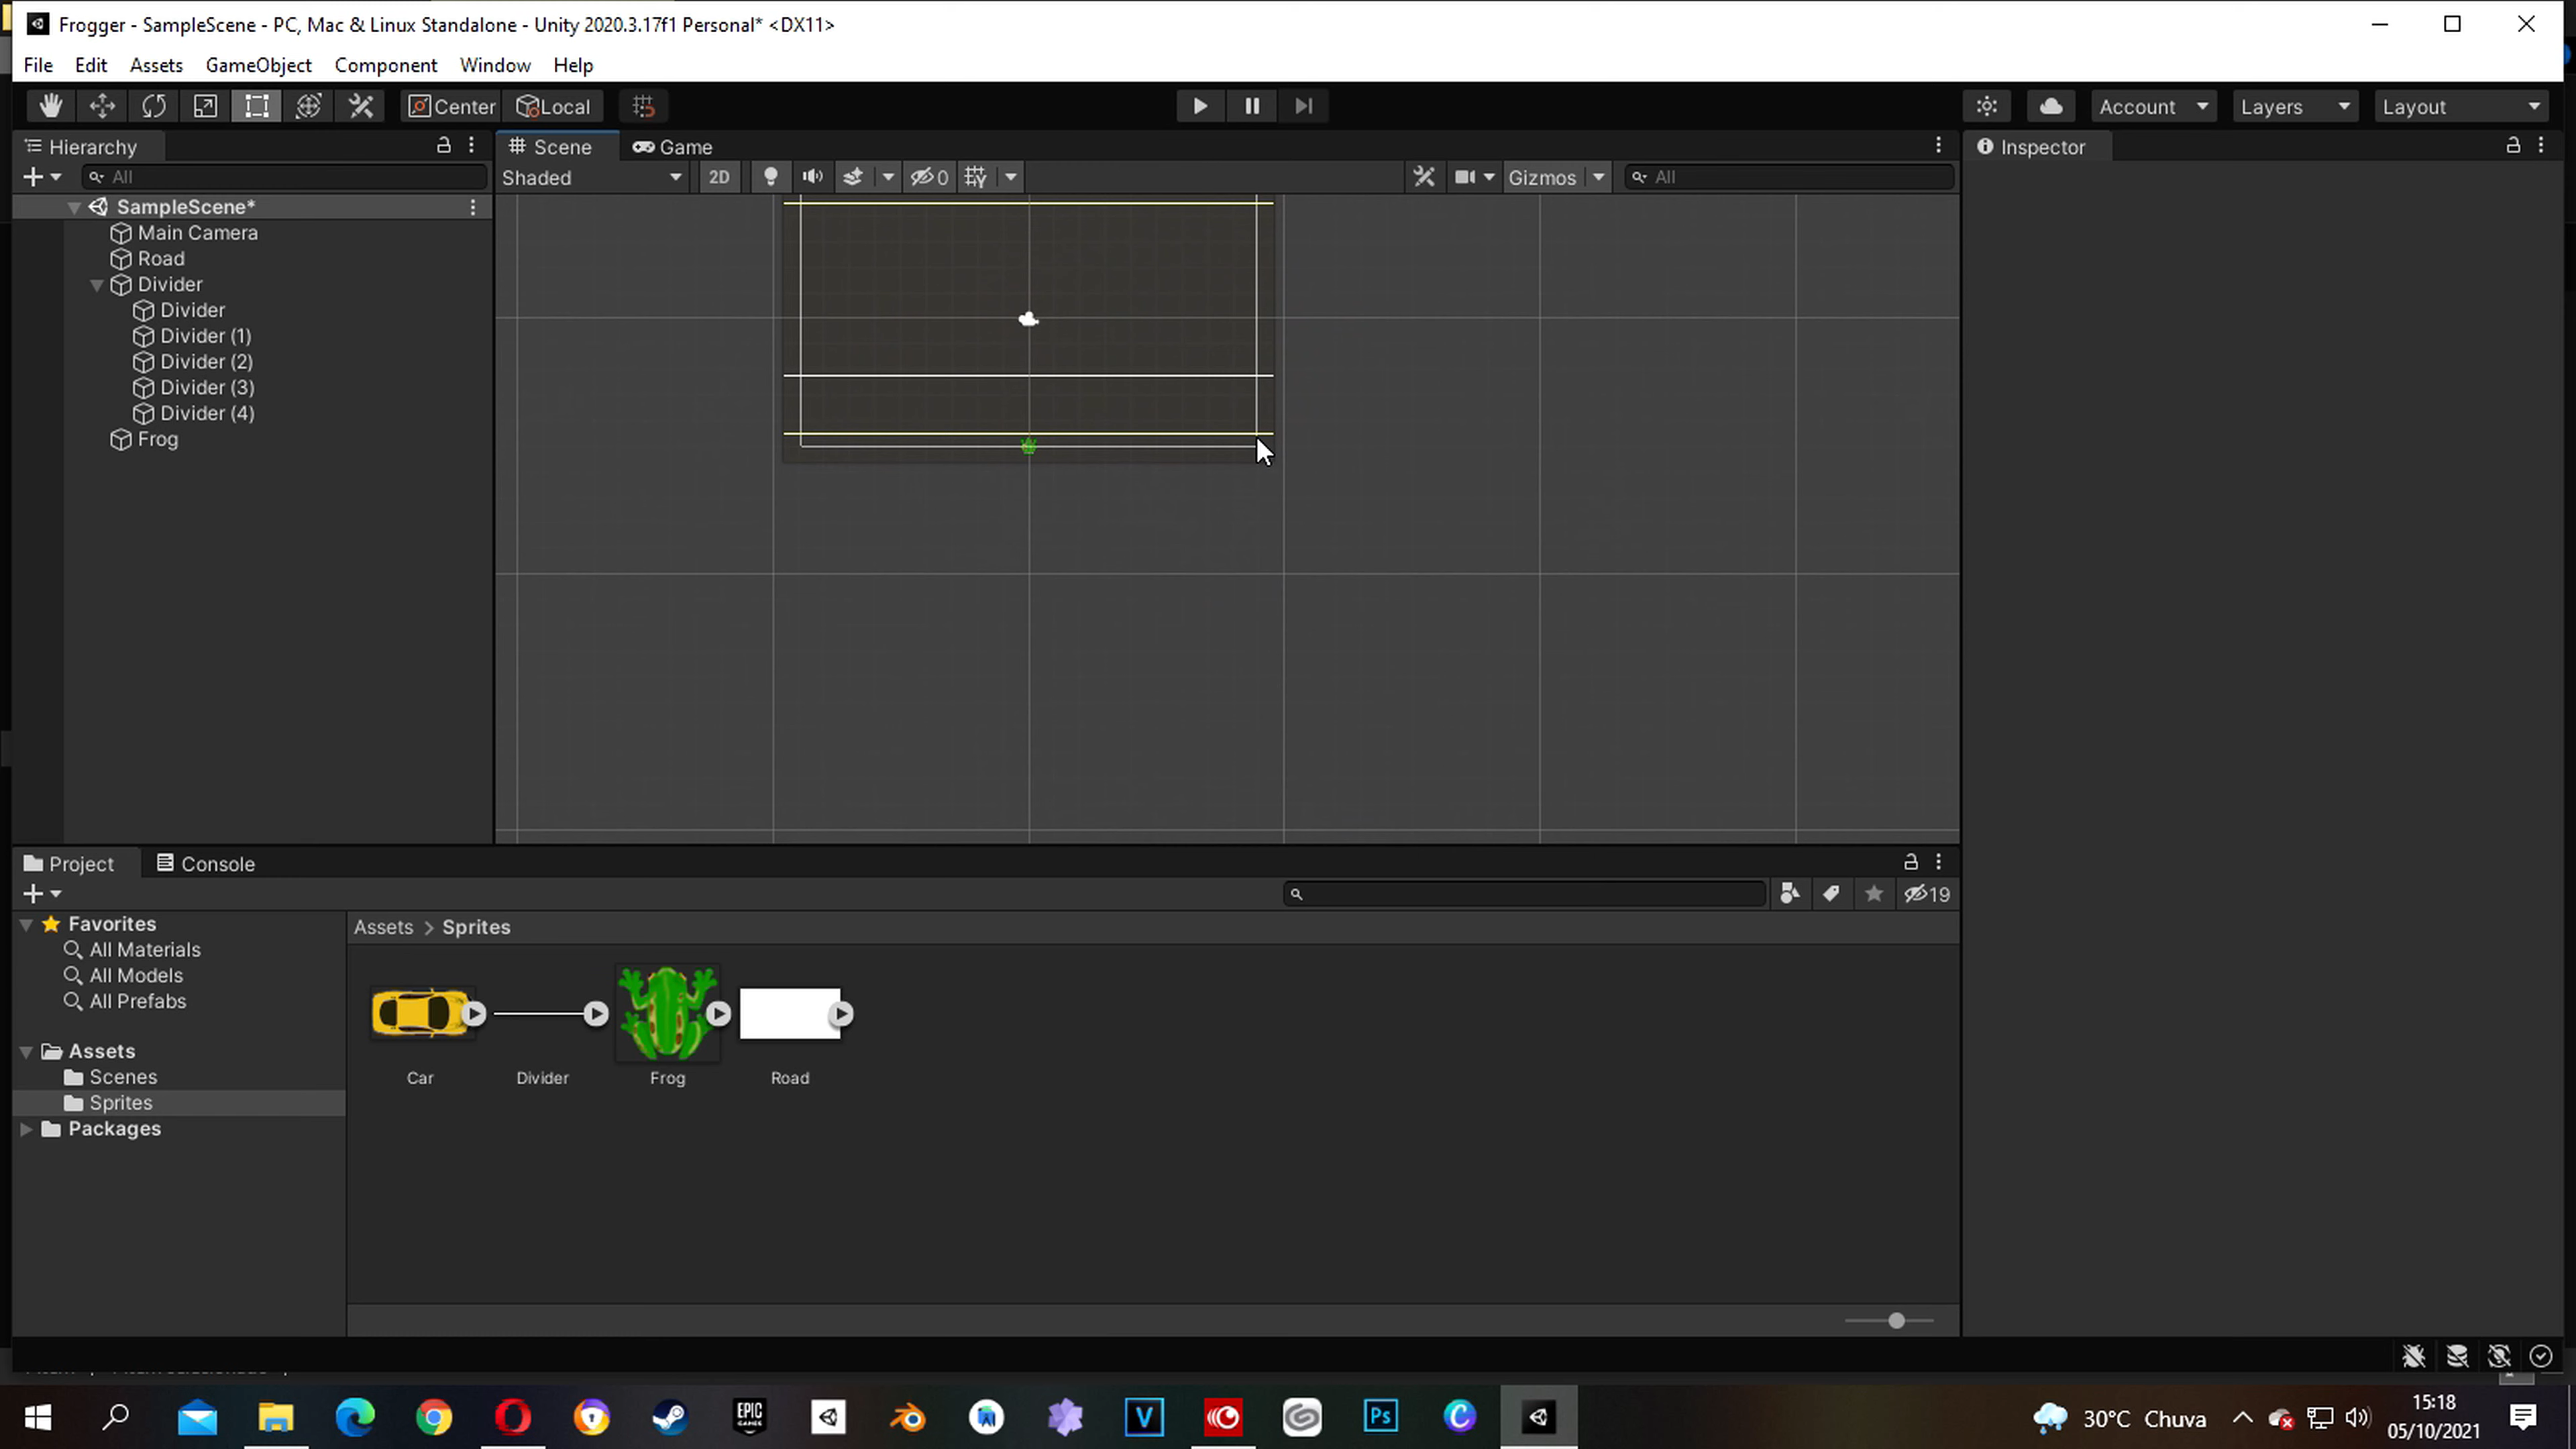 Frogger - SampleScene - PC, Mac & Linux Standalone - Unity 2020.3.17f1 Personal* <DX11>
File Edit Assets GameObject Component Window Help
Center Local Account Layers Layout
Hierarchy
Scene Game
Inspector
All
Shaded 2D 0 Gizmos All
SampleScene*
Main Camera
Road
Divider
Divider
Divider (1)
Divider (2)
Divider (3)
Divider (4)
Frog
Project Console
19
Favorites
All Materials
All Models
All Prefabs
Assets
Scenes
Sprites
Packages
Assets > Sprites
Car Divider Frog Road
EPIC GAMES
V
Ps
C
30°C Chuva
15:18
05/10/2021